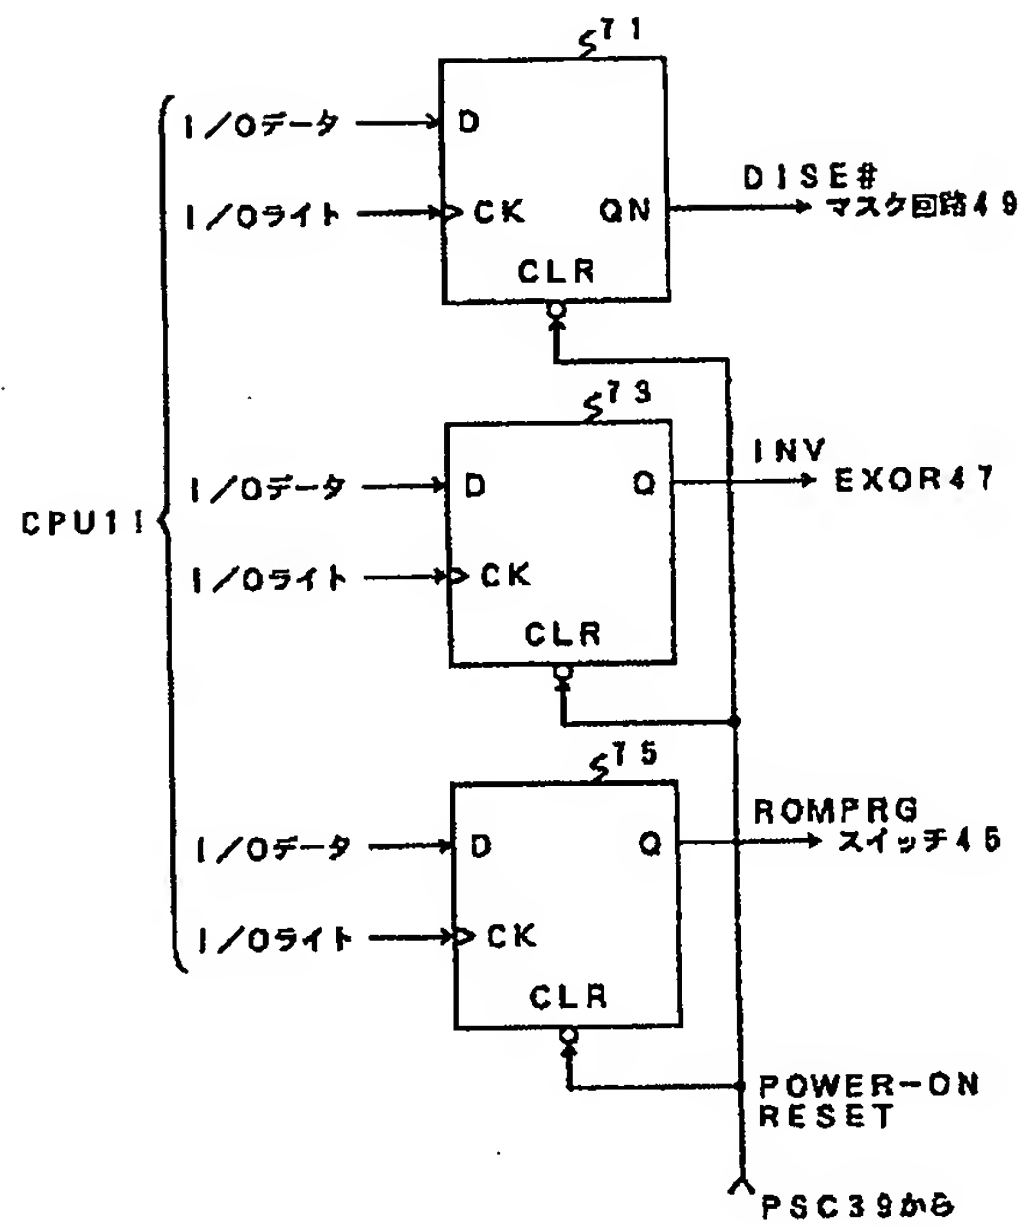 71
I/Oデータ
D
I/Oライト
CK
QN
DISE#
マスク回路49
CLR
73
I/Oデータ
D
Q
INV
EXOR47
CPU11
I/Oライト
CK
CLR
75
I/Oデータ
D
Q
ROMPRG
スイッチ45
I/Oライト
CK
CLR
POWER-ON
RESET
PSC39から